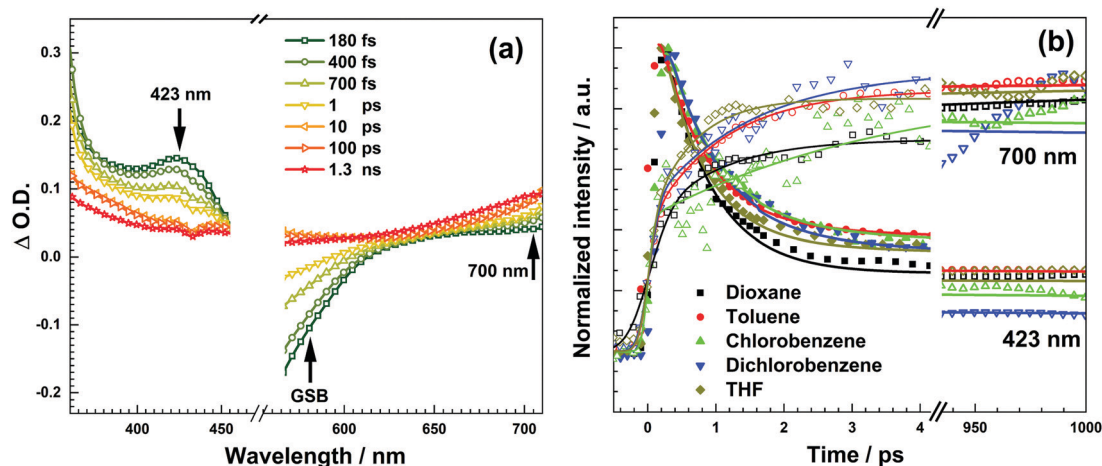 (a)
0.3
0.2
0.1
0.0
-0.1
-0.2
Δ O.D.
423 nm
180 fs
400 fs
700 fs
1 ps
10 ps
100 ps
1.3 ns
700 nm
GSB
400
450
600
650
700
Wavelength / nm
(b)
Normalized intensity / a.u.
700 nm
423 nm
Dioxane
Toluene
Chlorobenzene
Dichlorobenzene
THF
0
1
2
3
4
950
1000
Time / ps